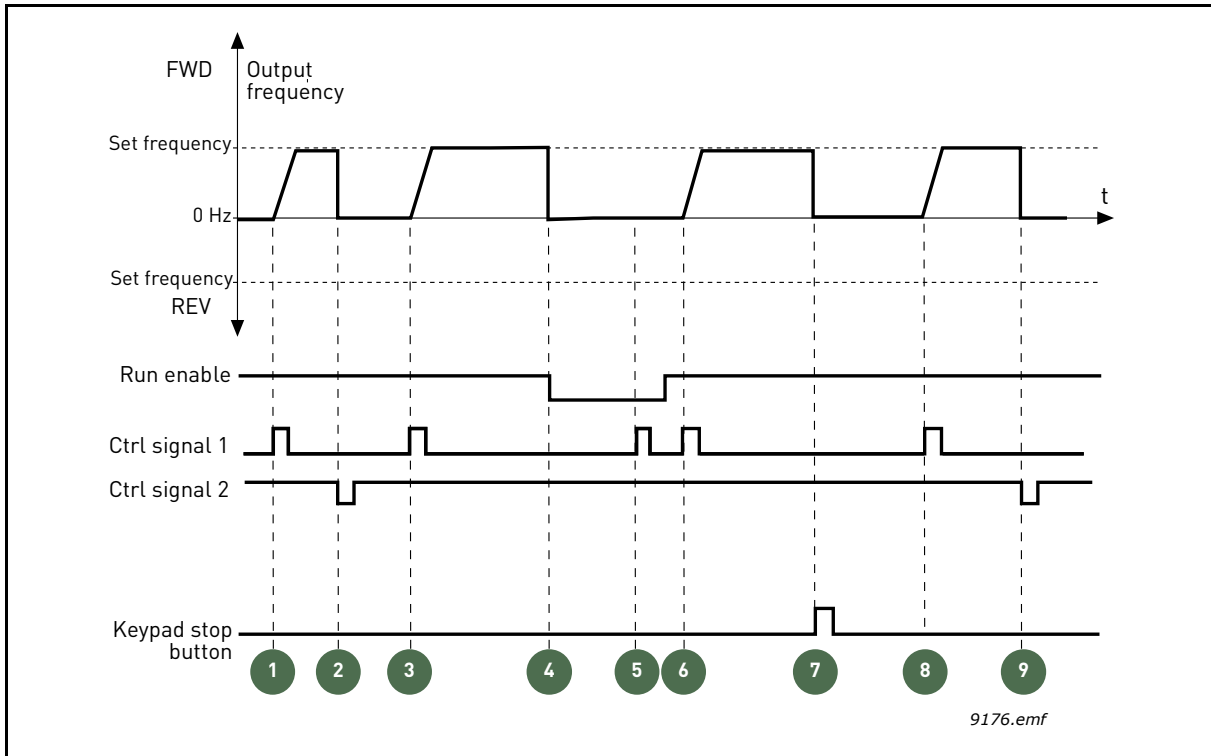 FWD
Output
frequency
Set frequency
t
0 Hz
Set frequency
REV
Run enable
Ctrl signal 1
Ctrl signal 2
Keypad stop
button
1 2 3 4 5 6 7 8 9
9176.emf